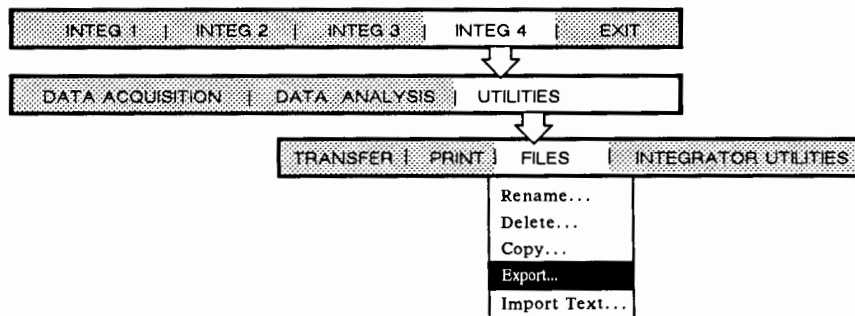 INTEG 1 | INTEG 2 | INTEG 3 | INTEG 4 | EXIT
DATA ACQUISITION | DATA ANALYSIS | UTILITIES
TRANSFER | PRINT | FILES | INTEGRATOR UTILITIES
Rename...
Delete...
Copy...
Export...
Import Text...